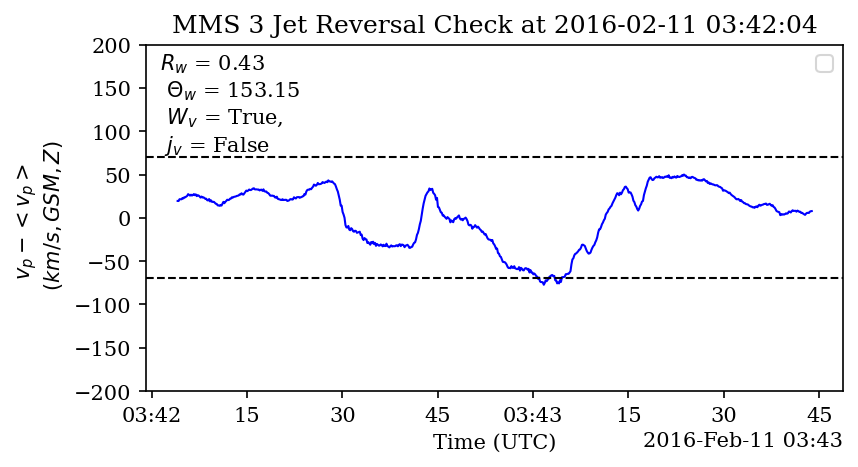 MMS 3 Jet Reversal Check at 2016-02-11 03:42:04
200
150
100
50
0
−50
−100
−150
−200
v_p − < v_p >
(km/s, GSM, Z)
R_w = 0.43
Θ_w = 153.15
W_v = True,
j_v = False
03:42 15 30 45 03:43 15 30 45
Time (UTC)
2016-Feb-11 03:43